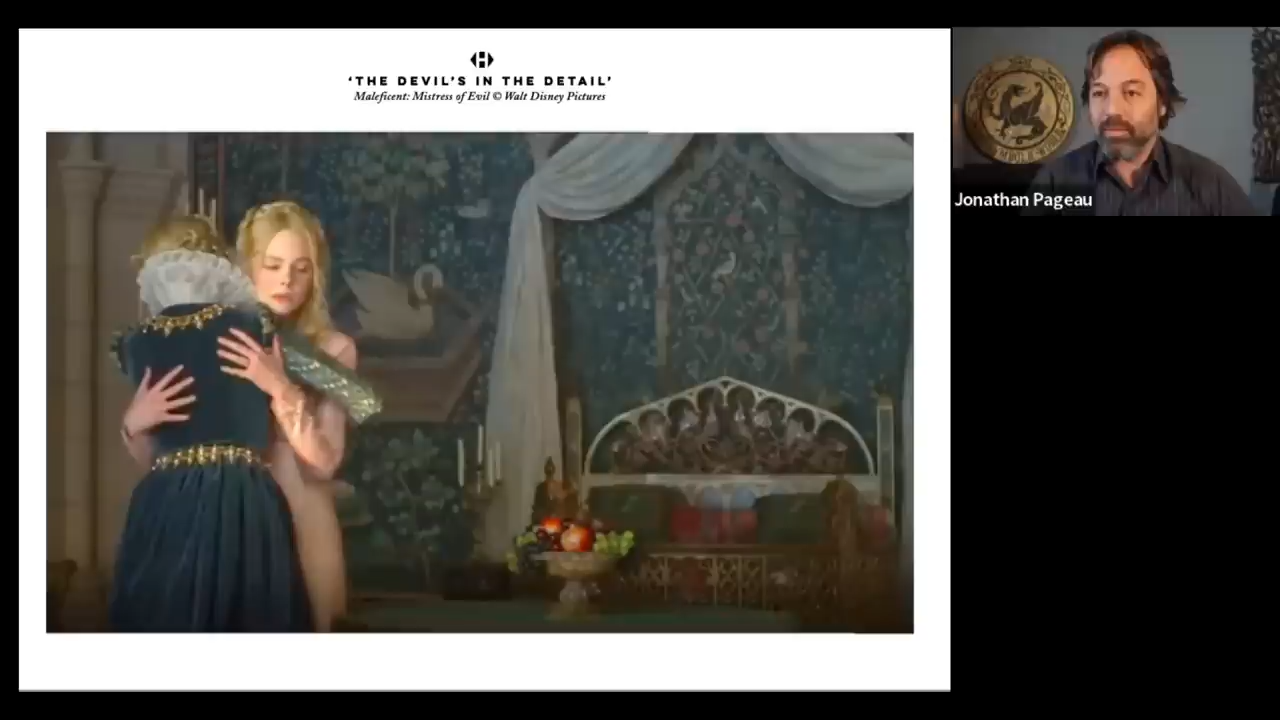 ‘THE DEVIL’S IN THE DETAIL’
Maleficent: Mistress of Evil © Walt Disney Pictures
Jonathan Pageau